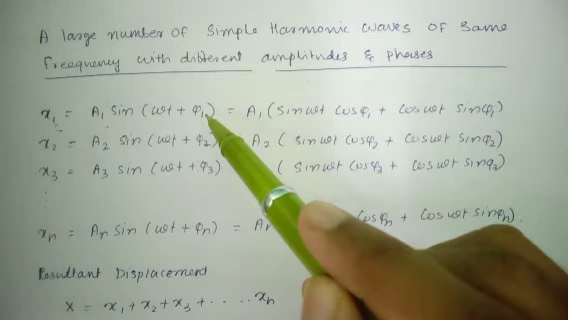 A large number of Simple Harmonic waves of same
frequency with different amplitudes & phases
x₁ = A₁ sin (ωt + φ₁) = A₁ (sinωt cosφ₁ + cosωt sinφ₁)
x₂ = A₂ sin (ωt + φ₂) A₂ ( sinωt cosφ₂ + cosωt sinφ₂)
x₃ = A₃ sin (ωt + φ₃) ( sinωt cosφ₃ + cosωt sinφ₃)
⋮
xₙ = Aₙ sin (ωt + φₙ) = Aₙ cosφₙ + cosωt sinφₙ).
Resultant Displacement
X = x₁ + x₂ + x₃ + ..... xₙ